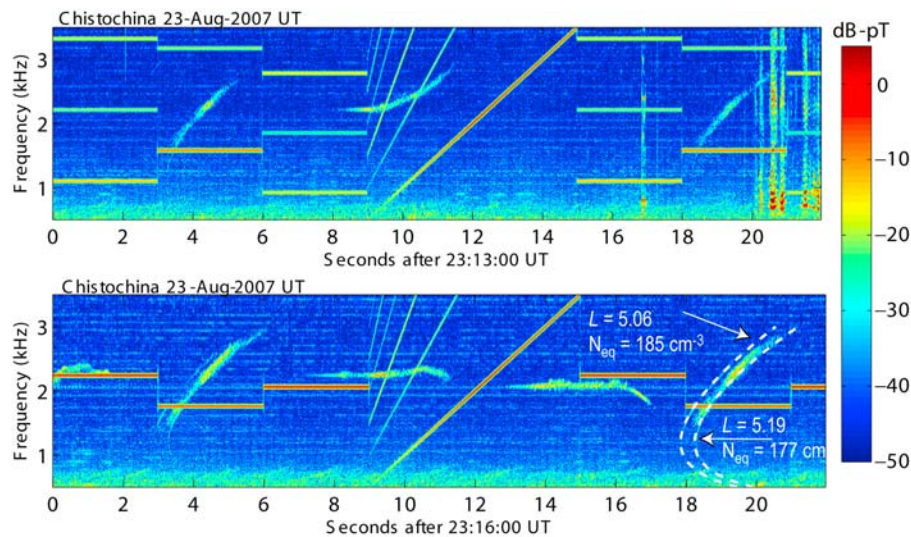 Chistochina 23-Aug-2007 UT
dB-pT
Frequency (kHz)
3
2
1
0 2 4 6 8 10 12 14 16 18 20
Seconds after 23:13:00 UT
0
−10
−20
−30
−40
−50
Chistochina 23-Aug-2007 UT
Frequency (kHz)
3
2
1
L = 5.06
Neq = 185 cm-3
L = 5.19
Neq = 177 cm
0 2 4 6 8 10 12 14 16 18 20
Seconds after 23:16:00 UT